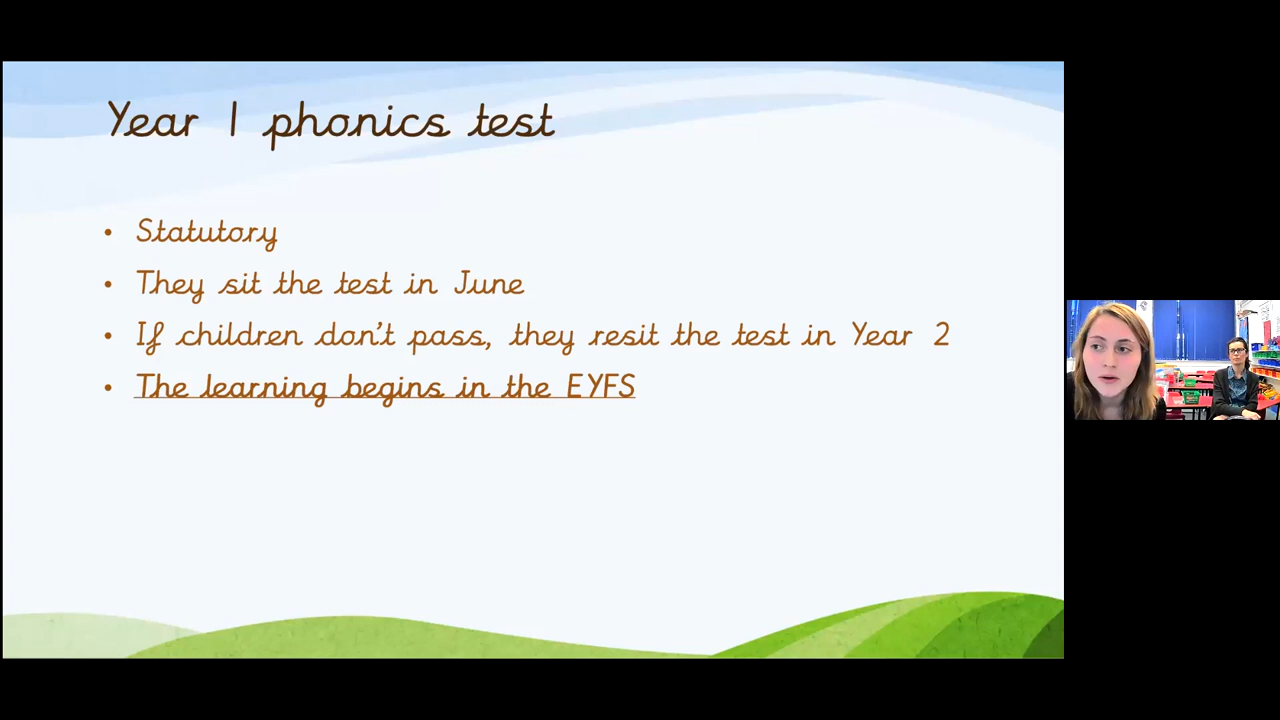 Year 1 phonics test
• Statutory
• They sit the test in June
• If children don't pass, they resit the test in Year 2
• The learning begins in the EYFS